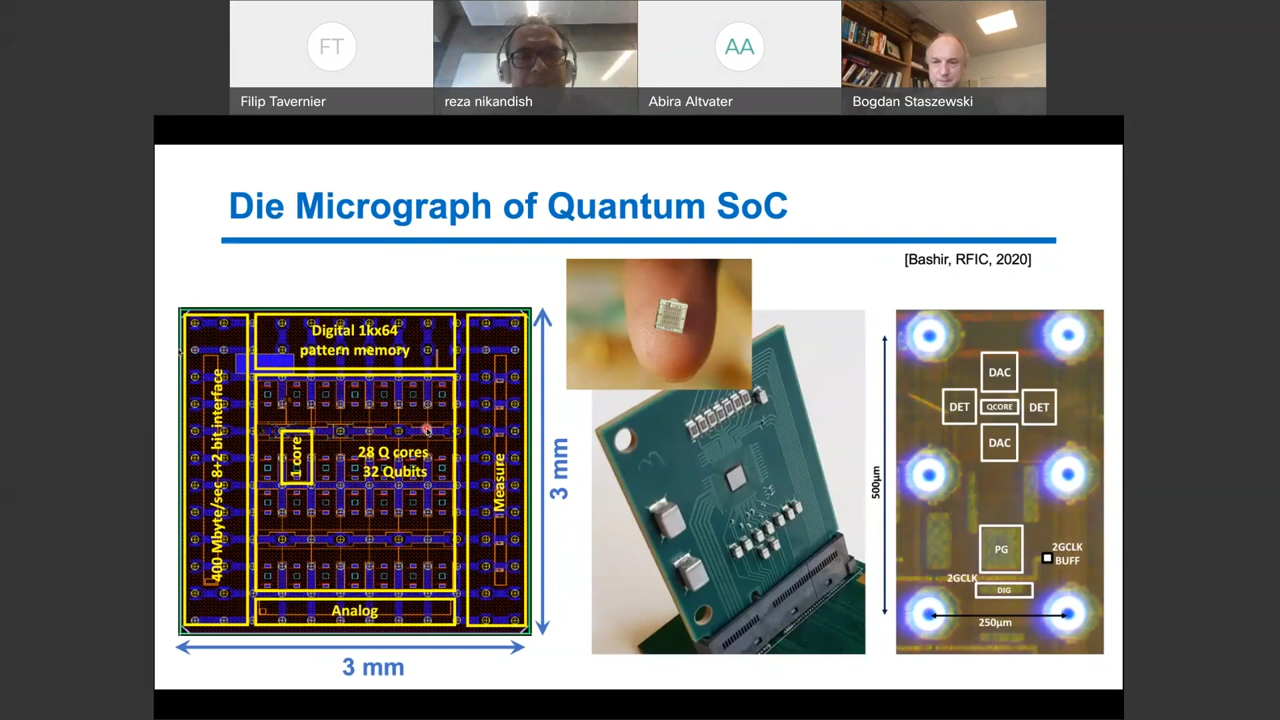 FT
Filip Tavernier
reza nikandish
AA
Abira Altvater
Bogdan Staszewski
Die Micrograph of Quantum SoC
[Bashir, RFIC, 2020]
Digital 1kx64
pattern memory
400 Mbyte/sec 8+2 bit interface
1 core
28 Q cores
32 Qubits
Measure
Analog
3 mm
3 mm
500µm
DAC
DET
QCORE
DET
DAC
PG
2GCLK
BUFF
2GCLK
DIG
250µm